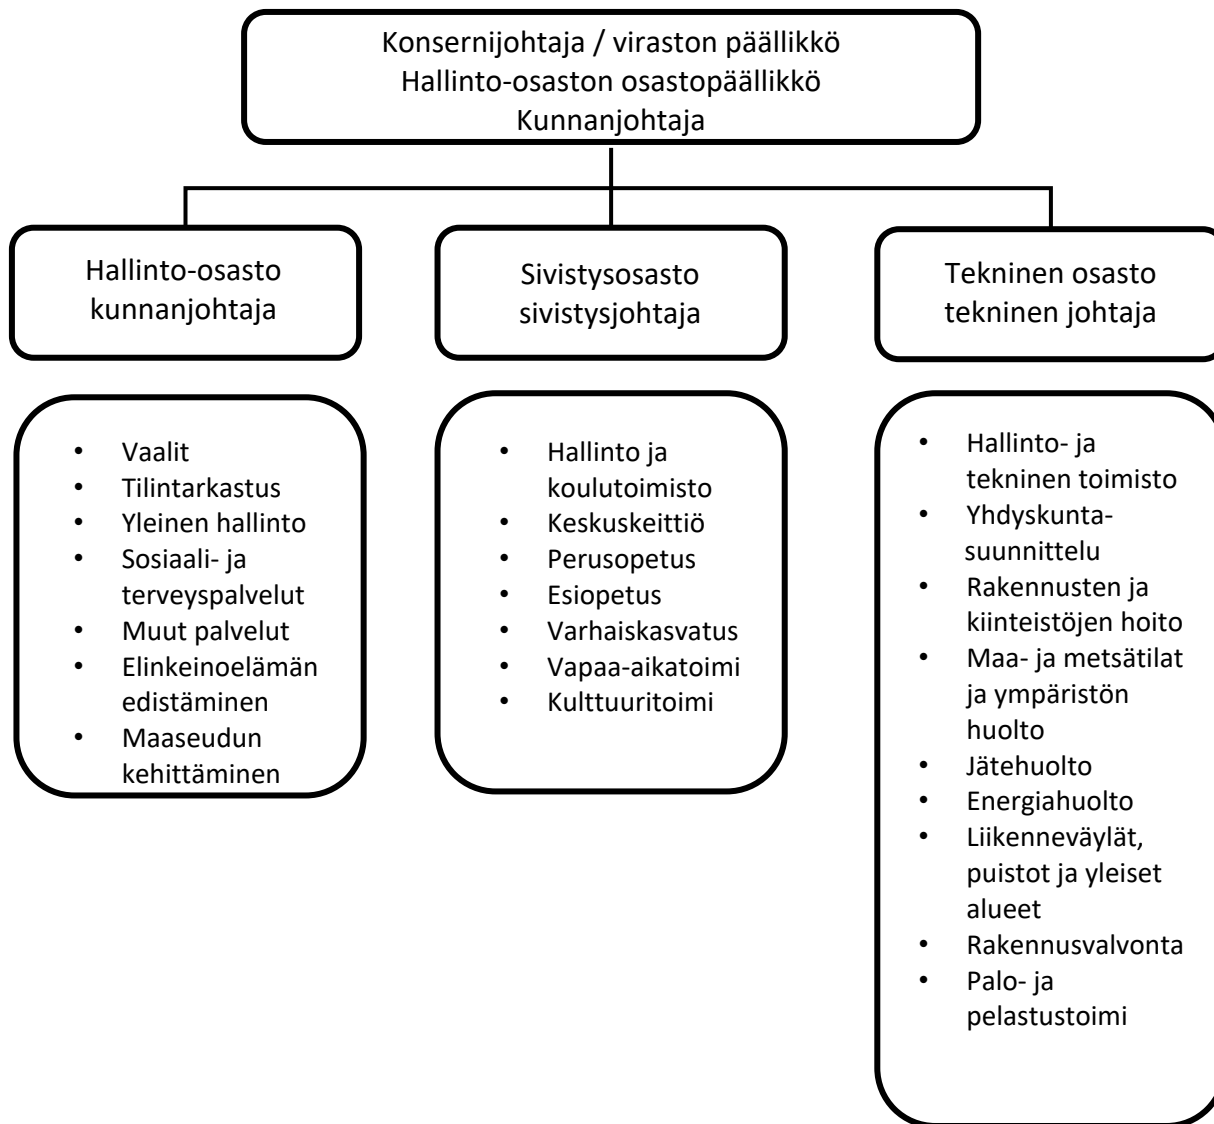 Konsernijohtaja / viraston päällikkö
Hallinto-osaston osastopäällikkö
Kunnanjohtaja
Hallinto-osasto
kunnanjohtaja
Sivistysosasto
sivistysjohtaja
Tekninen osasto
tekninen johtaja
• Vaalit
• Tilintarkastus
• Yleinen hallinto
• Sosiaali- ja
terveyspalvelut
• Muut palvelut
• Elinkeinoelämän
edistäminen
• Maaseudun
kehittäminen
• Hallinto ja
koulutoimisto
• Keskuskeittiö
• Perusopetus
• Esiopetus
• Varhaiskasvatus
• Vapaa-aikatoimi
• Kulttuuritoimi
• Hallinto- ja
tekninen toimisto
• Yhdyskunta-
suunnittelu
• Rakennusten ja
kiinteistöjen hoito
• Maa- ja metsätilat
ja ympäristön
huolto
• Jätehuolto
• Energiahuolto
• Liikenneväylät,
puistot ja yleiset
alueet
• Rakennusvalvonta
• Palo- ja
pelastustoimi